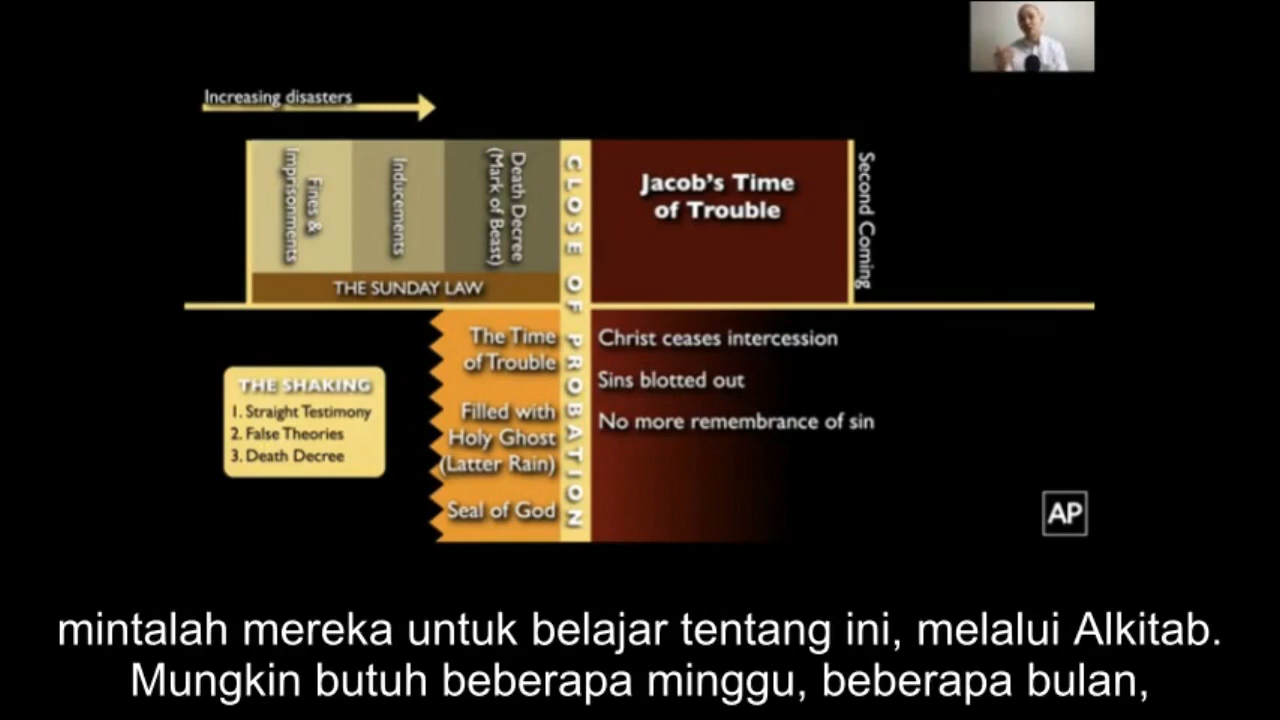 Increasing disasters
Fines &
Imprisonments
Inducements
Death Decree
(Mark of Beast)
THE SUNDAY LAW
CLOSE OF PROBATION
Jacob's Time
of Trouble
Second Coming
The Time
of Trouble
Filled with
Holy Ghost
(Latter Rain)
Seal of God
Christ ceases intercession
Sins blotted out
No more remembrance of sin
THE SHAKING
1. Straight Testimony
2. False Theories
3. Death Decree
AP
mintalah mereka untuk belajar tentang ini, melalui Alkitab.
Mungkin butuh beberapa minggu, beberapa bulan,